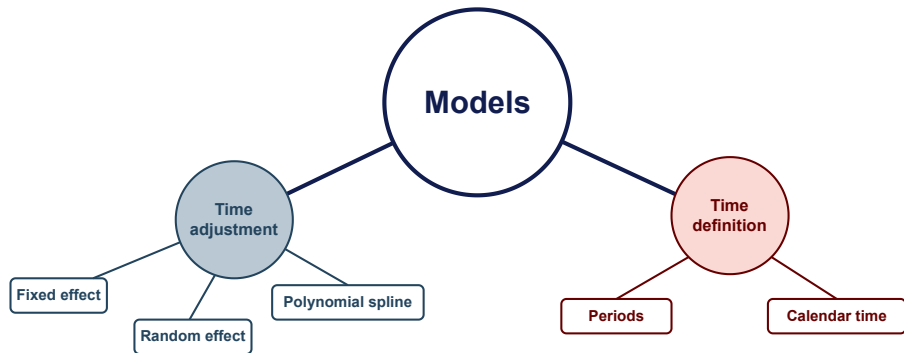 Models
Time
adjustment
Time
definition
Fixed effect
Random effect
Polynomial spline
Periods
Calendar time